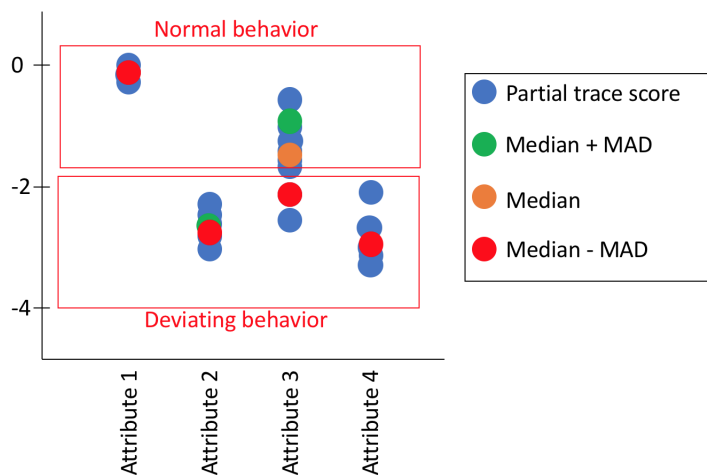 Normal behavior
0
-2
-4
Deviating behavior
Attribute 1
Attribute 2
Attribute 3
Attribute 4
Partial trace score
Median + MAD
Median
Median - MAD